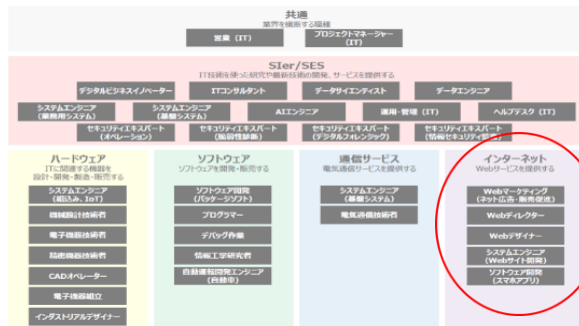 共通
業界を横断する職種
営業（IT）
プロジェクトマネージャー
（IT）
SIer/SES
IT技術を使った研究や最新技術の開発、サービスを提供する
デジタルビジネスイノベーター
ITコンサルタント
データサイエンティスト
データエンジニア
システムエンジニア
（業務用システム）
システムエンジニア
（基盤システム）
AIエンジニア
運用・管理（IT）
ヘルプデスク（IT）
セキュリティエキスパート
（オペレーション）
セキュリティエキスパート
（脆弱性診断）
セキュリティエキスパート
（デジタルフォレンジック）
セキュリティエキスパート
ハードウェア
ITに関連する機器を
設計・開発・製造・販売する
システムエンジニア
（組込み、IoT）
機械設計技術者
電子機器技術者
精密機器技術者
CADオペレーター
電子機器組立
インダストリアルデザイナー
ソフトウェア
ソフトウェアを開発・販売する
ソフトウェア開発
（パッケージソフト）
プログラマー
デバッグ作業
情報工学研究者
自動運転開発エンジニア
（自動車）
通信サービス
電気通信サービスを提供する
システムエンジニア
（基盤システム）
電気通信技術者
インターネット
Webサービスを提供する
Webマーケティング
（ネット広告・販売促進）
Webディレクター
Webデザイナー
システムエンジニア
（Webサイト開発）
ソフトウェア開発
（スマホアプリ）